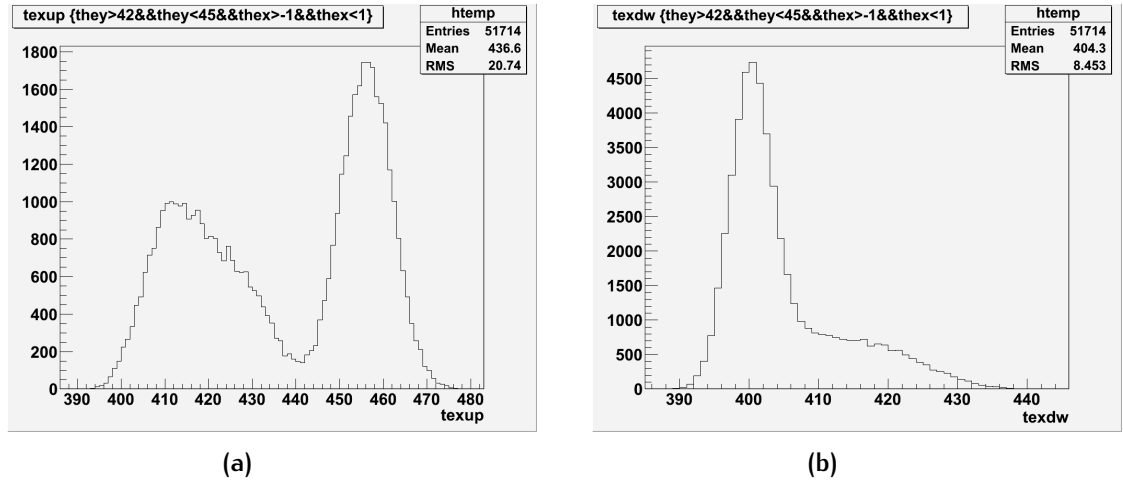 texup {they>42&&they<45&&thex>-1&&thex<1}
htemp
Entries 51714
Mean 436.6
RMS 20.74
1800
1600
1400
1200
1000
800
600
400
200
0
390 400 410 420 430 440 450 460 470 480
texup
(a)
texdw {they>42&&they<45&&thex>-1&&thex<1}
htemp
Entries 51714
Mean 404.3
RMS 8.453
4500
4000
3500
3000
2500
2000
1500
1000
500
0
390 400 410 420 430 440
texdw
(b)